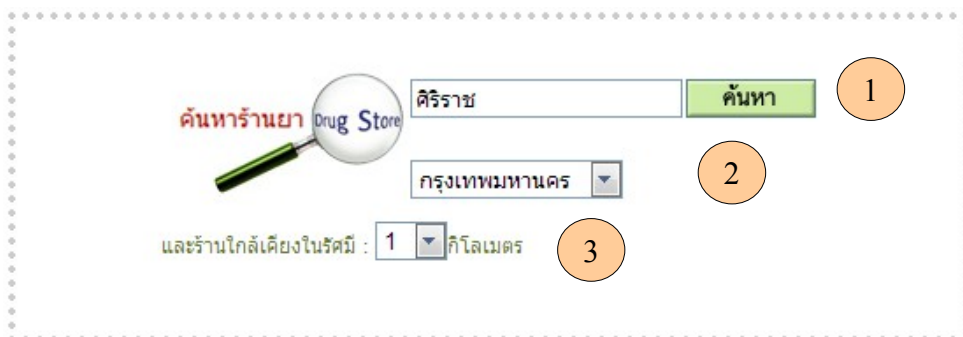 ศิริราช ค้นหา 1
ค้นหาร้านยา Drug Store
กรุงเทพมหานคร 2
และร้านใกล้เคียงในรัศมี : 1 กิโลเมตร 3